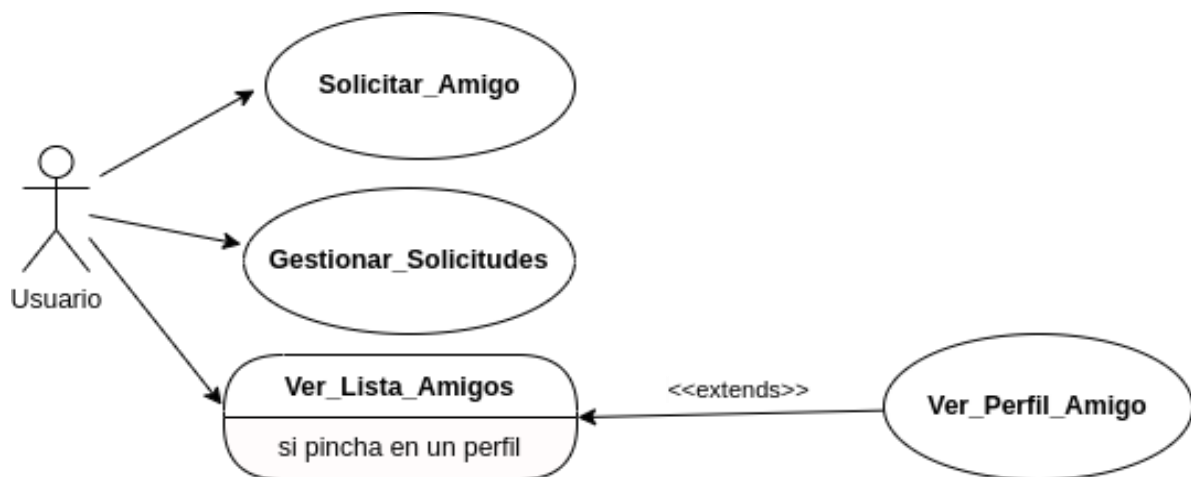 Solicitar_Amigo
Gestionar_Solicitudes
Usuario
Ver_Lista_Amigos
si pincha en un perfil
<<extends>>
Ver_Perfil_Amigo